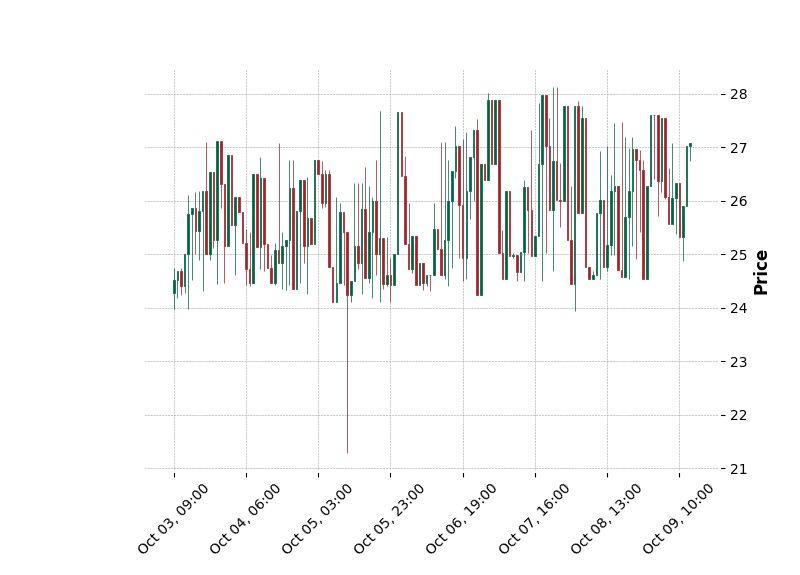 28
27
26
25
24
23
22
21
Price
Oct 03, 09:00
Oct 04, 06:00
Oct 05, 03:00
Oct 05, 23:00
Oct 06, 19:00
Oct 07, 16:00
Oct 08, 13:00
Oct 09, 10:00